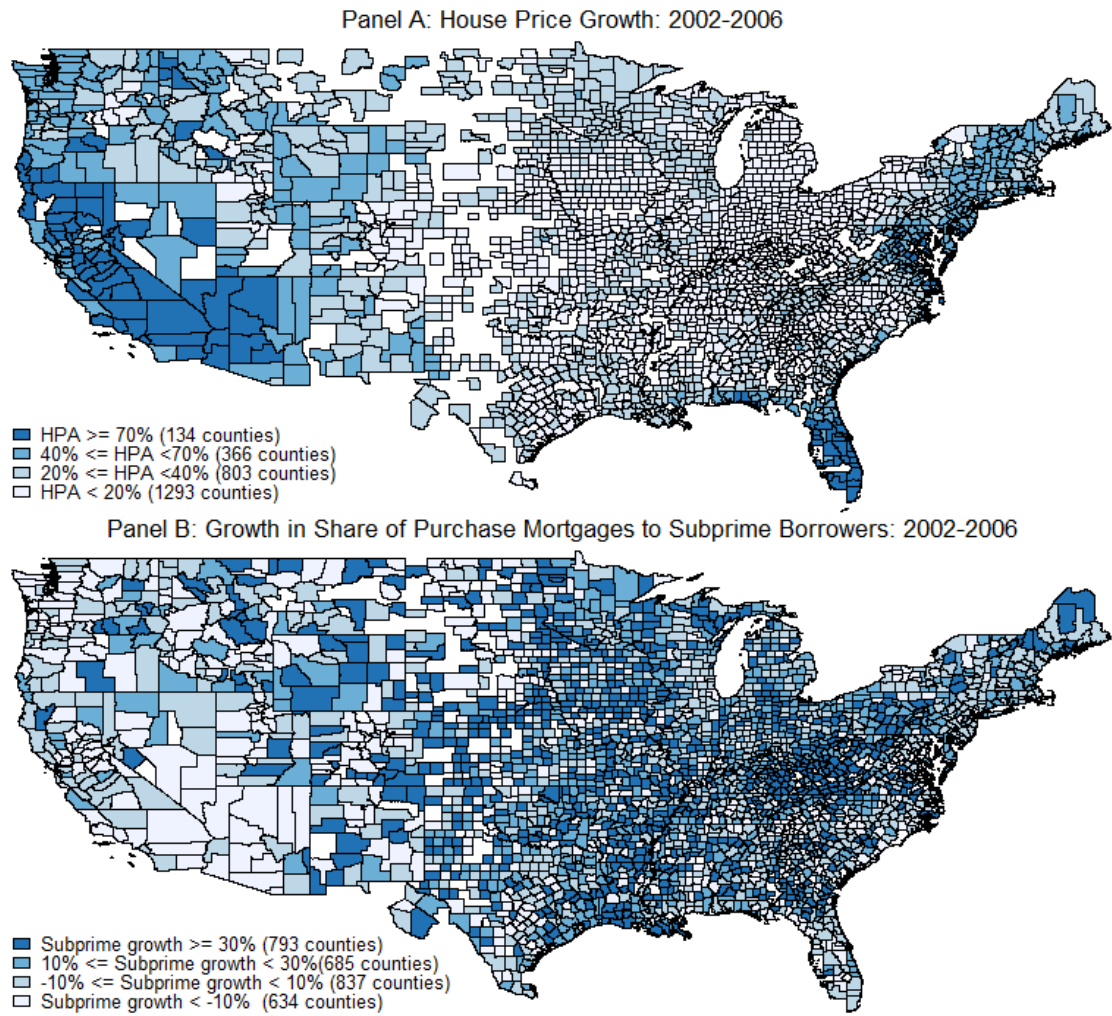 Panel A: House Price Growth: 2002-2006
HPA >= 70% (134 counties)
40% <= HPA <70% (366 counties)
20% <= HPA <40% (803 counties)
HPA < 20% (1293 counties)
Panel B: Growth in Share of Purchase Mortgages to Subprime Borrowers: 2002-2006
Subprime growth >= 30% (793 counties)
10% <= Subprime growth < 30%(685 counties)
-10% <= Subprime growth < 10% (837 counties)
Subprime growth < -10% (634 counties)